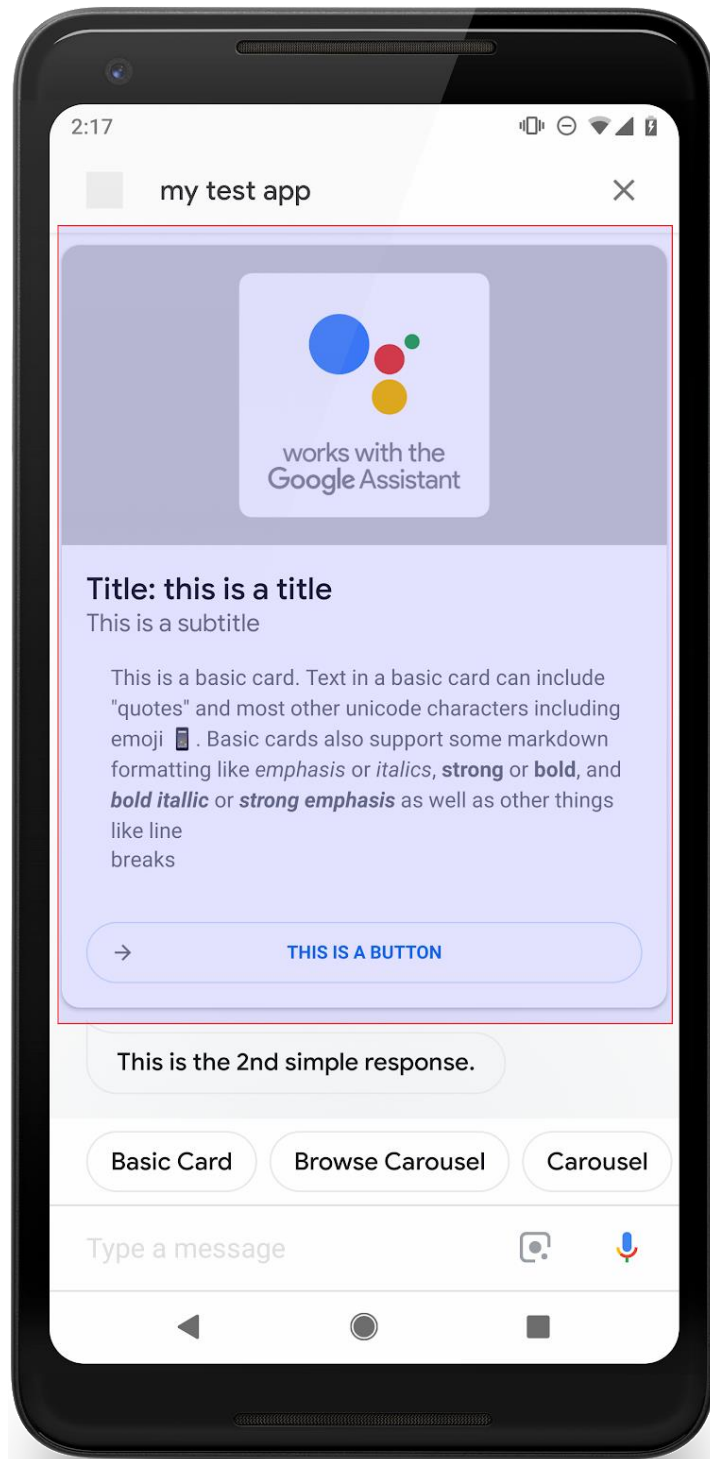 2:17
my test app
works with the
Google Assistant
Title: this is a title
This is a subtitle
This is a basic card. Text in a basic card can include
"quotes" and most other unicode characters including
emoji 📱. Basic cards also support some markdown
formatting like emphasis or italics, strong or bold, and
bold itallic or strong emphasis as well as other things
like line
breaks
THIS IS A BUTTON
This is the 2nd simple response.
Basic Card
Browse Carousel
Carousel
Type a message